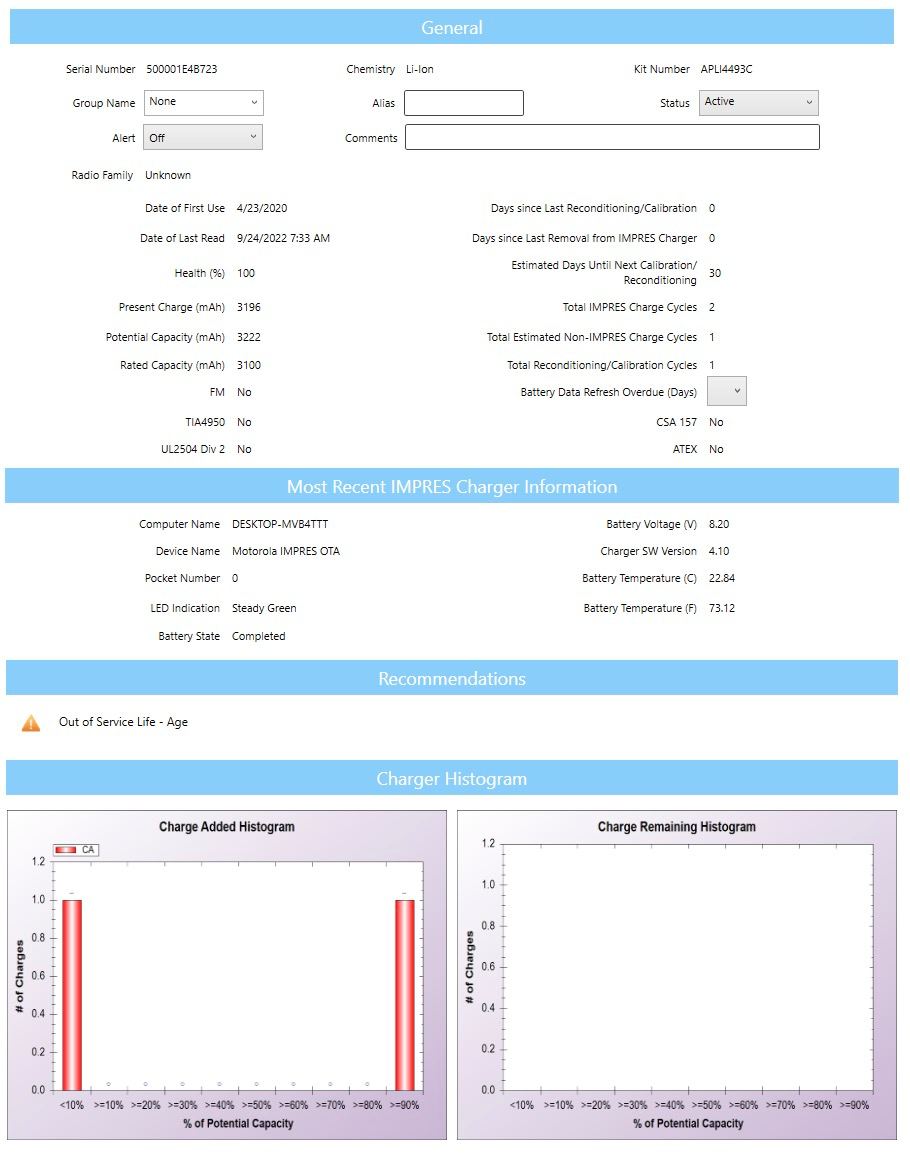 General
Serial Number 500001E4B723 Chemistry Li-Ion Kit Number APLI4493C
Group Name None Alias Status Active
Alert Off Comments
Radio Family Unknown
Date of First Use 4/23/2020 Days since Last Reconditioning/Calibration 0
Date of Last Read 9/24/2022 7:33 AM Days since Last Removal from IMPRES Charger 0
Health (%) 100 Estimated Days Until Next Calibration/
Reconditioning 30
Present Charge (mAh) 3196 Total IMPRES Charge Cycles 2
Potential Capacity (mAh) 3222 Total Estimated Non-IMPRES Charge Cycles 1
Rated Capacity (mAh) 3100 Total Reconditioning/Calibration Cycles 1
FM No Battery Data Refresh Overdue (Days)
TIA4950 No CSA 157 No
UL2504 Div 2 No ATEX No
Most Recent IMPRES Charger Information
Computer Name DESKTOP-MVB4TTT Battery Voltage (V) 8.20
Device Name Motorola IMPRES OTA Charger SW Version 4.10
Pocket Number 0 Battery Temperature (C) 22.84
LED Indication Steady Green Battery Temperature (F) 73.12
Battery State Completed
Recommendations
Out of Service Life - Age
Charger Histogram
Charge Added Histogram
CA
1.2
1.0
0.8
0.6
0.4
0.2
0.0
# of Charges
0 0 0 0 0 0 0 0
<10% >=10% >=20% >=30% >=40% >=50% >=60% >=70% >=80% >=90%
% of Potential Capacity
Charge Remaining Histogram
1.2
1.0
0.8
0.6
0.4
0.2
0.0
# of Charges
<10% >=10% >=20% >=30% >=40% >=50% >=60% >=70% >=80% >=90%
% of Potential Capacity